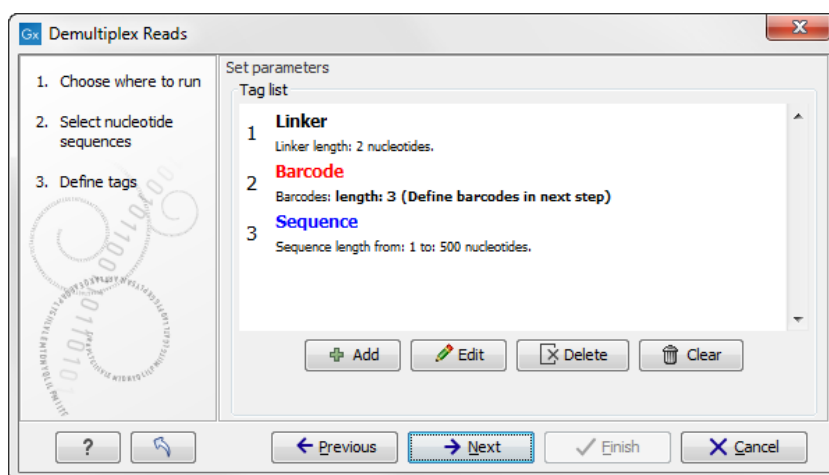 Gx Demultiplex Reads
Set parameters
1. Choose where to run
2. Select nucleotide
sequences
3. Define tags
Tag list
1 Linker
Linker length: 2 nucleotides.
2 Barcode
Barcodes: length: 3 (Define barcodes in next step)
3 Sequence
Sequence length from: 1 to: 500 nucleotides.
Add Edit Delete Clear
? Previous Next Finish Cancel